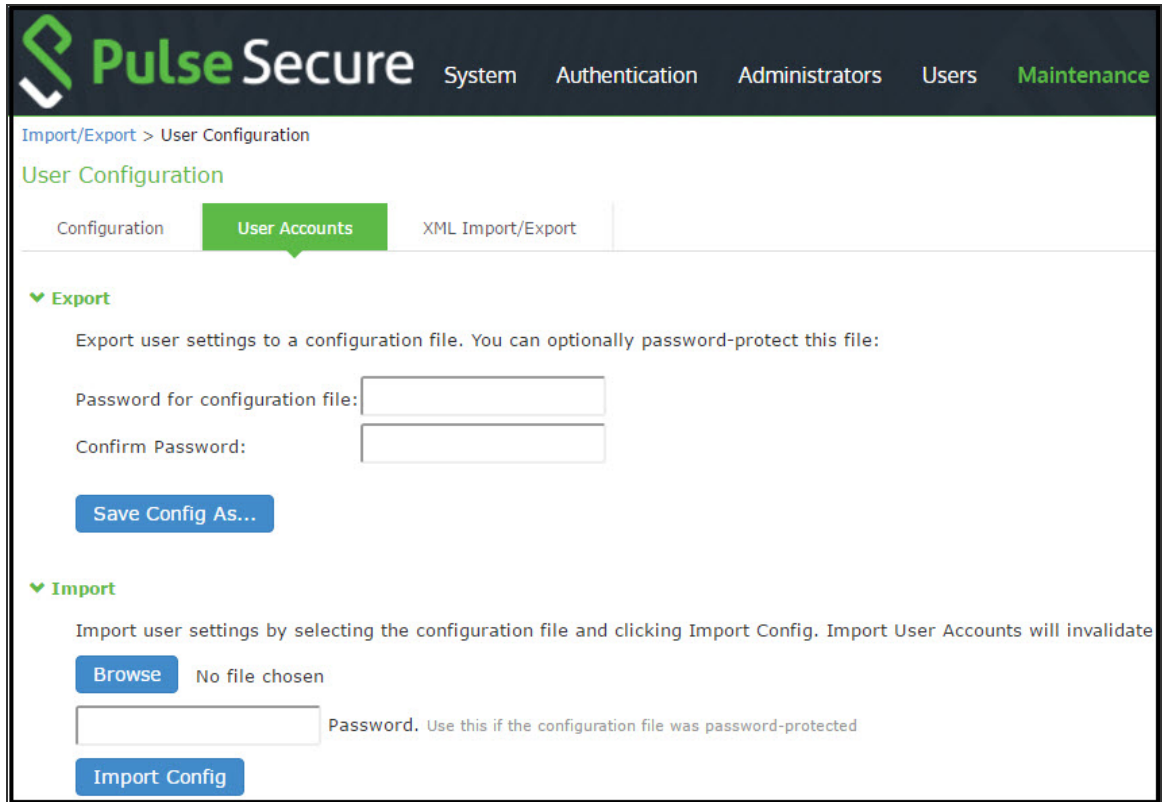 Pulse Secure System Authentication Administrators Users Maintenance
Import/Export > User Configuration
User Configuration
Configuration User Accounts XML Import/Export
Export
Export user settings to a configuration file. You can optionally password-protect this file:
Password for configuration file:
Confirm Password:
Save Config As...
Import
Import user settings by selecting the configuration file and clicking Import Config. Import User Accounts will invalidate
Browse No file chosen
Password. Use this if the configuration file was password-protected
Import Config